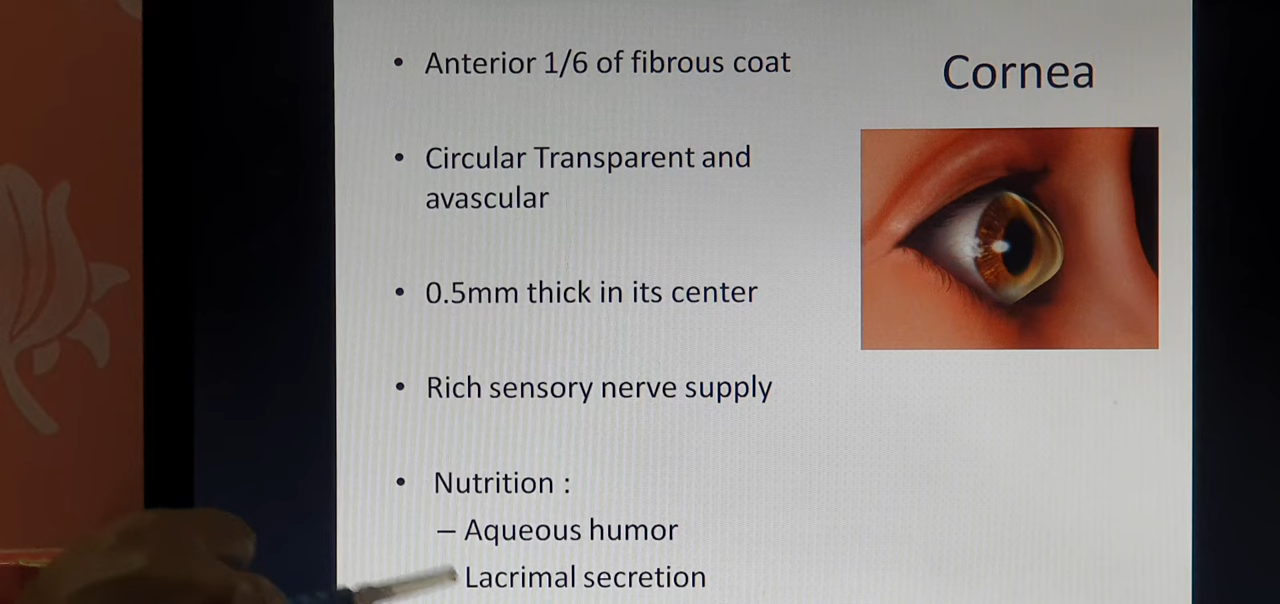 Cornea
• Anterior 1/6 of fibrous coat
• Circular Transparent and
avascular
• 0.5mm thick in its center
• Rich sensory nerve supply
• Nutrition :
– Aqueous humor
Lacrimal secretion